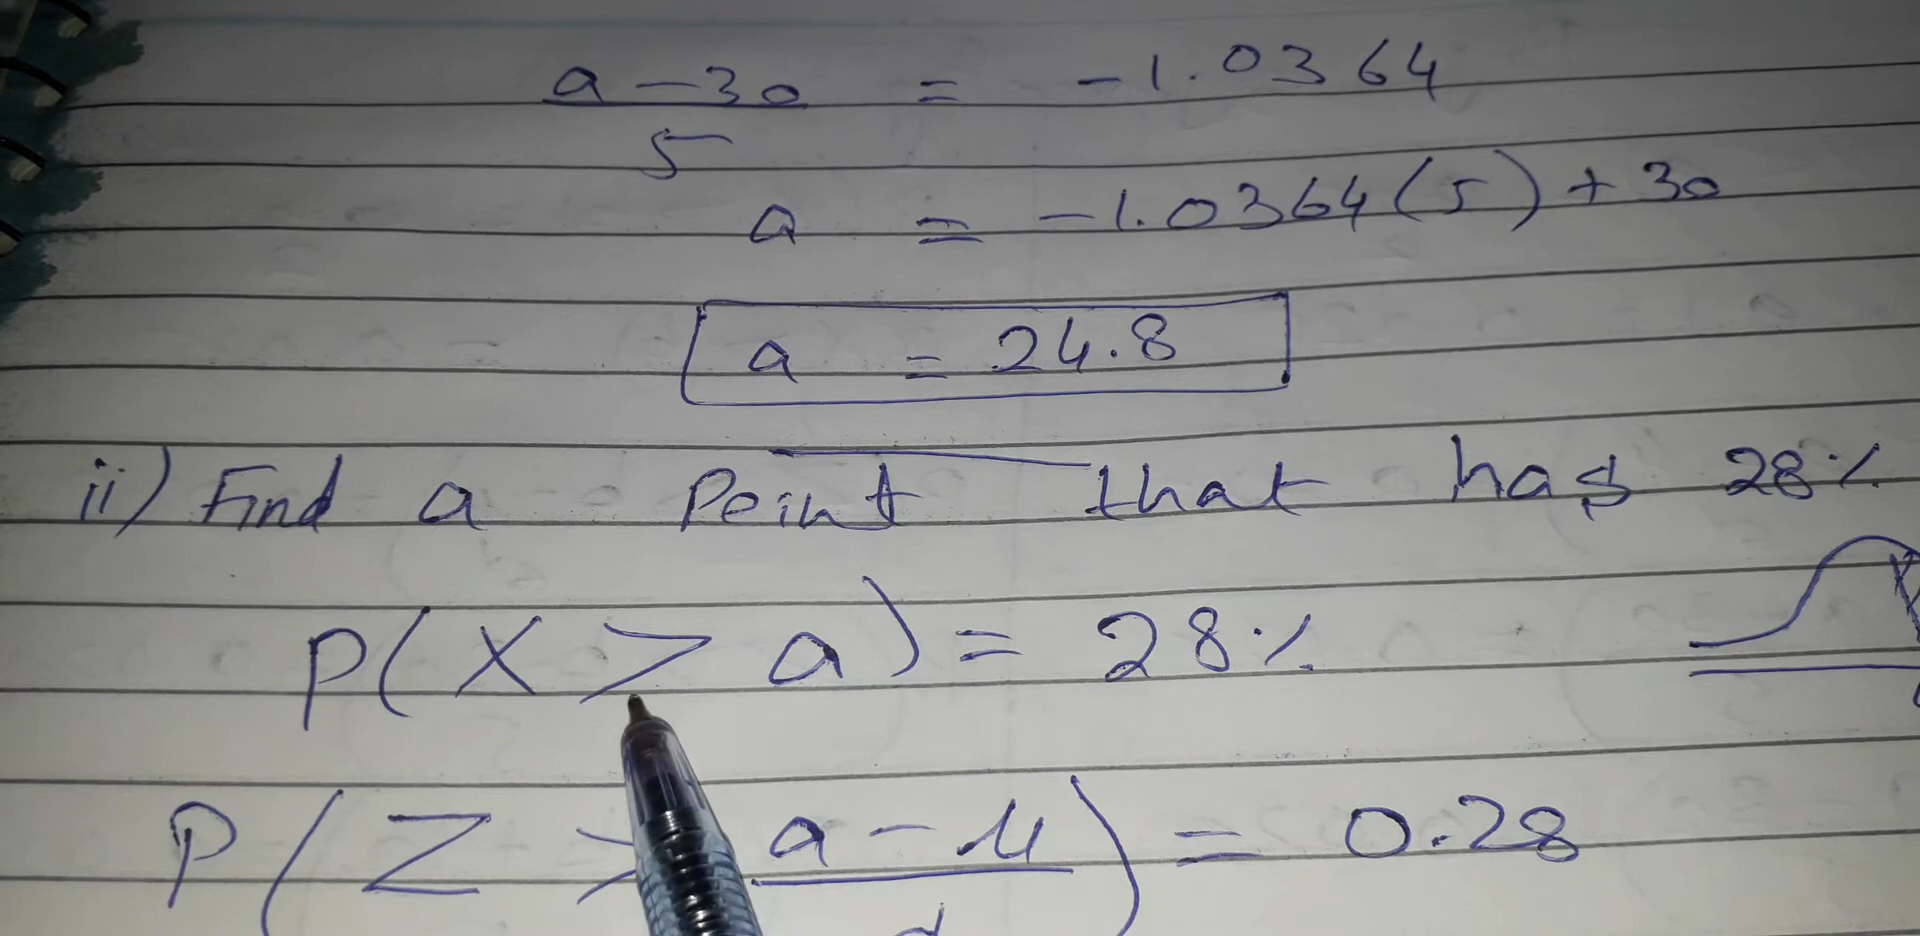 a - 30 = -1.0364
5
a = -1.0364(5) + 30
a = 24.8
ii) Find a Point that has 28%
P(X > a) = 28%
P(Z > a - μ) = 0.28